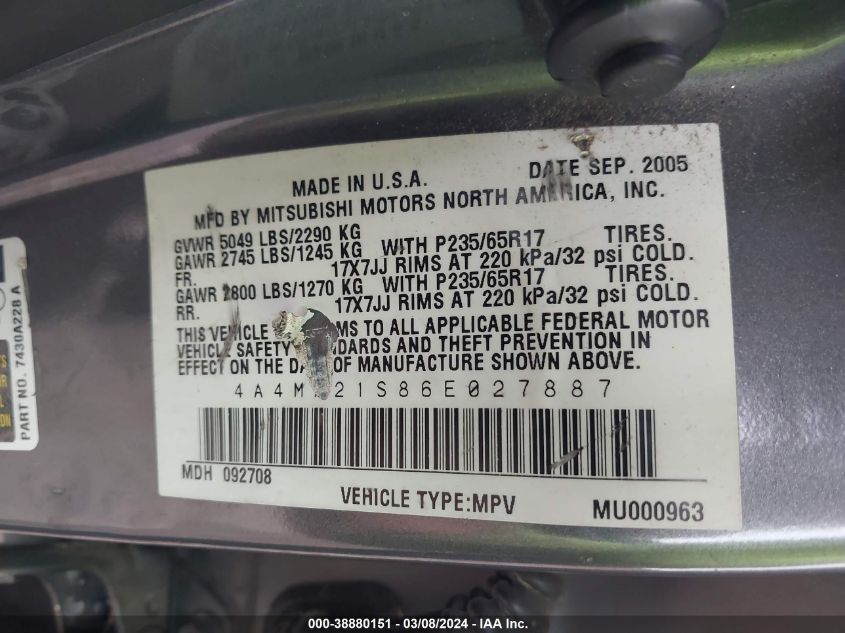 MADE IN U.S.A. DATE SEP. 2005
MFD BY MITSUBISHI MOTORS NORTH AMERICA, INC.
GVWR 5049 LBS/2290 KG
GAWR 2745 LBS/1245 KG WITH P235/65R17 TIRES.
FR. 17X7JJ RIMS AT 220 kPa/32 psi COLD.
GAWR 2800 LBS/1270 KG WITH P235/65R17 TIRES.
RR. 17X7JJ RIMS AT 220 kPa/32 psi COLD.
THIS VEHICLE TO ALL APPLICABLE FEDERAL MOTOR
VEHICLE SAFETY AND THEFT PREVENTION IN
EFFECT ON THE OF MANUFACTURE SHOWN ABOVE.
4A4M 21S86E027887
MDH 092708
VEHICLE TYPE:MPV MU000963
PART NO. 7430A228 A
000-38880151 - 03/08/2024 - IAA Inc.